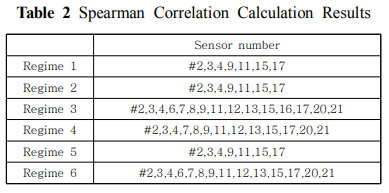 Table 2 Spearman Correlation Calculation Results
Sensor number
Regime 1 #2,3,4,9,11,15,17
Regime 2 #2,3,4,9,11,15,17
Regime 3 #2,3,4,6,7,8,9,11,12,13,15,16,17,20,21
Regime 4 #2,3,4,7,8,9,11,12,13,15,17,20,21
Regime 5 #2,3,4,9,11,15,17
Regime 6 #2,3,4,6,7,8,9,11,12,13,15,17,20,21